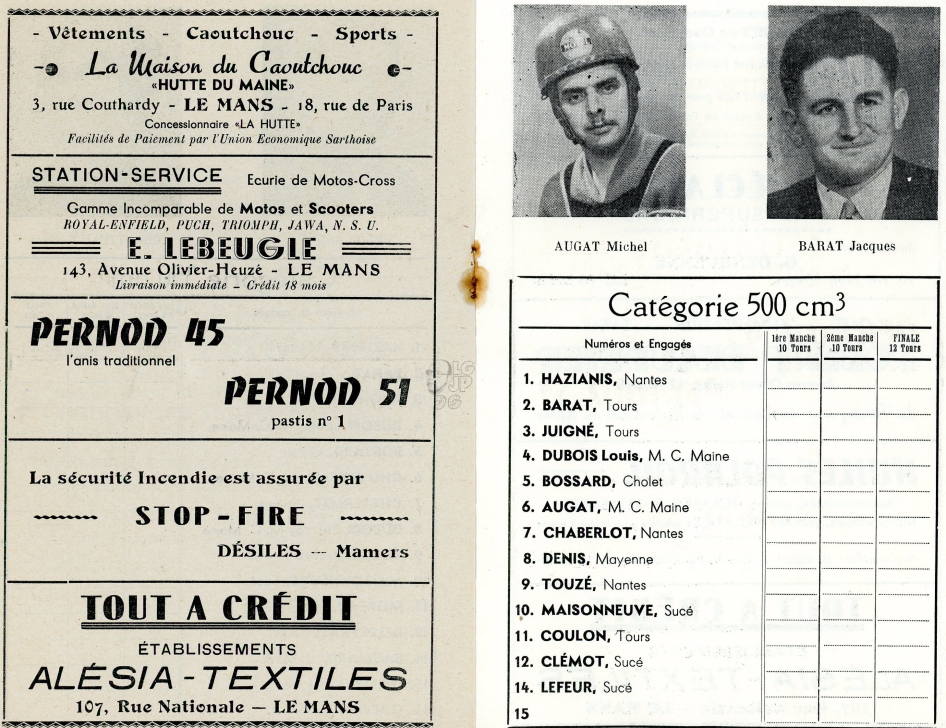 - Vêtements - Caoutchouc - Sports -
La Maison du Caoutchouc
«HUTTE DU MAINE»
3, rue Couthardy - LE MANS - 18, rue de Paris
Concessionnaire «LA HUTTE»
Facilités de Paiement par l'Union Economique Sarthoise
STATION-SERVICE Ecurie de Motos-Cross
Gamme Incomparable de Motos et Scooters
ROYAL-ENFIELD, PUCH, TRIOMPH, JAWA, N. S. U.
E. LEBEUGLE
143, Avenue Olivier-Heuzé - LE MANS
Livraison immédiate - Crédit 18 mois
PERNOD 45
l'anis traditionnel
PERNOD 51
pastis n° 1
La sécurité Incendie est assurée par
STOP-FIRE
DÉSILES --- Mamers
TOUT A CRÉDIT
ÉTABLISSEMENTS
ALÉSIA-TEXTILES
107, Rue Nationale — LE MANS
AUGAT Michel
BARAT Jacques
Catégorie 500 cm3
Numéros et Engagés
1ère Manche
10 Tours
2ème Manche
10 Tours
FINALE
12 Tours
1. HAZIANIS, Nantes
2. BARAT, Tours
3. JUIGNÉ, Tours
4. DUBOIS Louis, M. C. Maine
5. BOSSARD, Cholet
6. AUGAT, M. C. Maine
7. CHABERLOT, Nantes
8. DENIS, Mayenne
9. TOUZÉ, Nantes
10. MAISONNEUVE, Sucé
11. COULON, Tours
12. CLÉMOT, Sucé
14. LEFEUR, Sucé
15